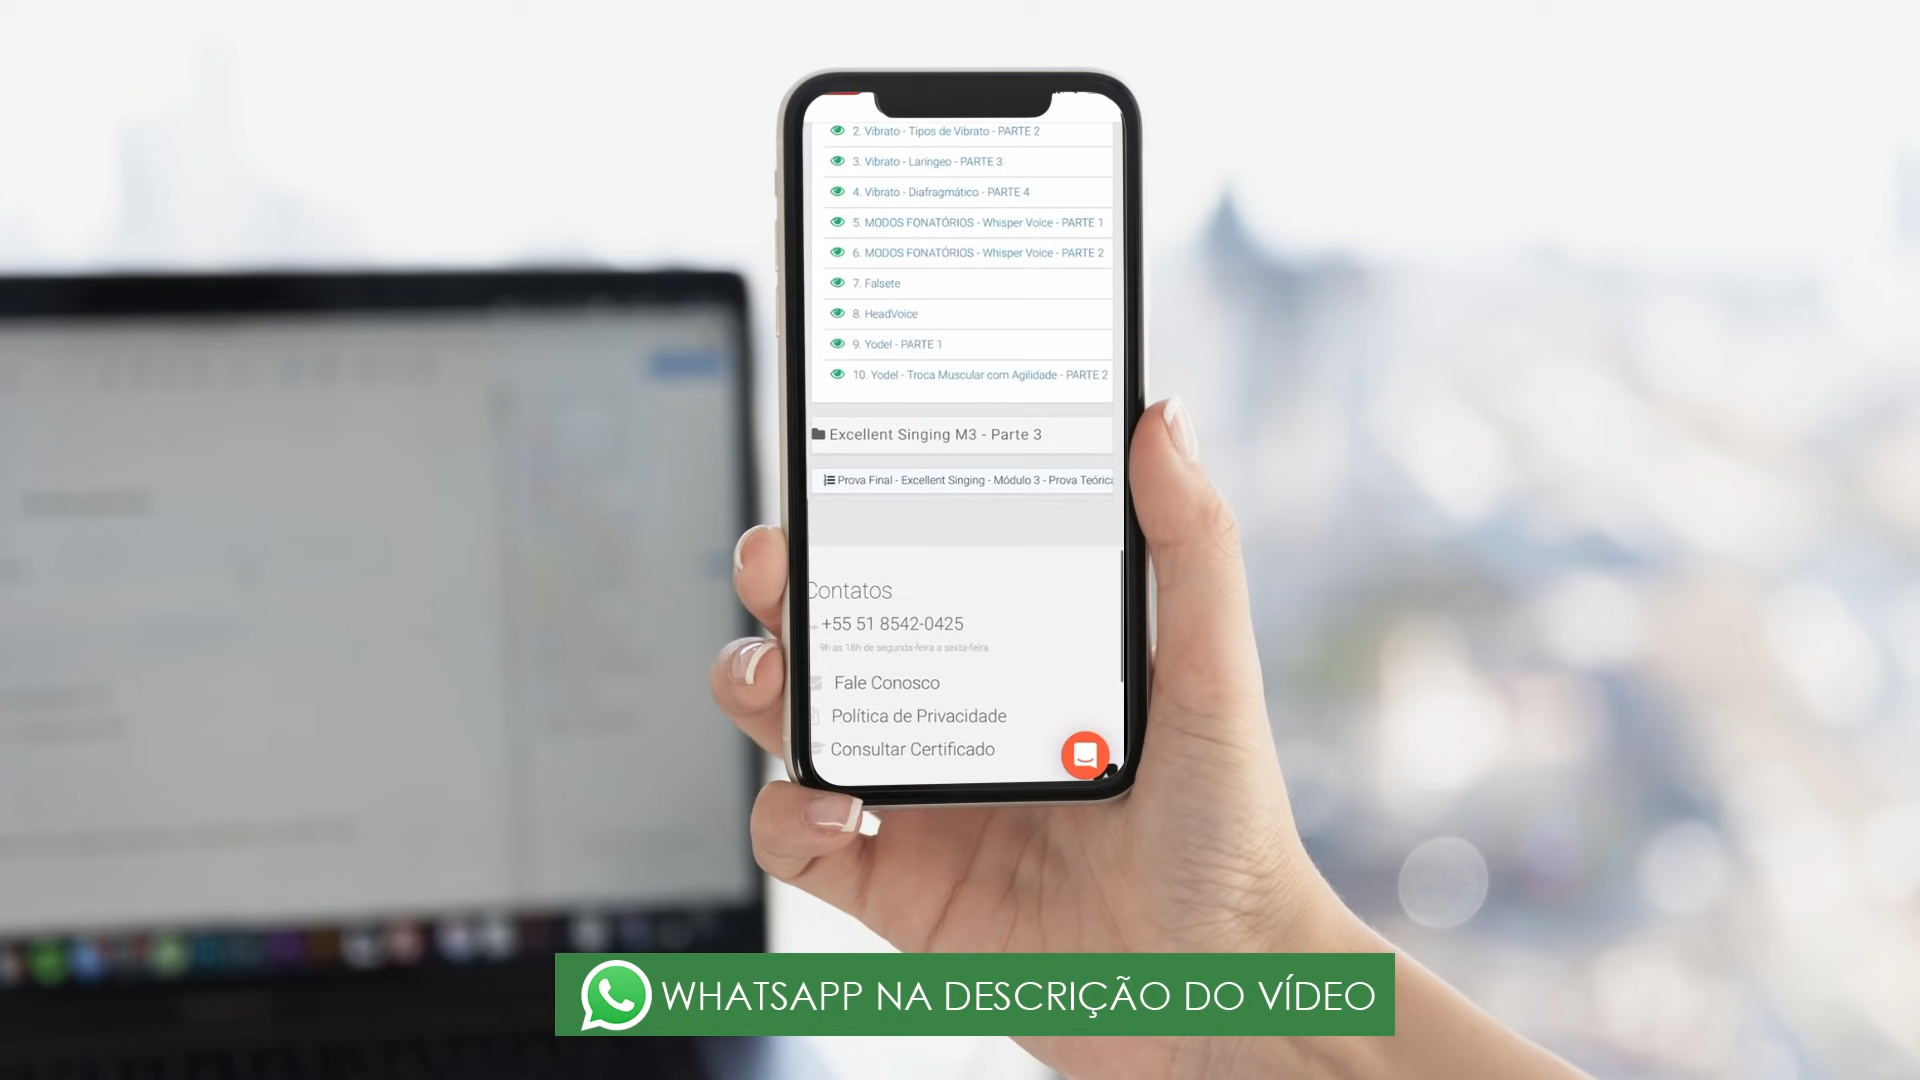 2. Vibrato - Tipos de Vibrato - PARTE 2
3. Vibrato - Laríngeo - PARTE 3
4. Vibrato - Diafragmático - PARTE 4
5. MODOS FONATÓRIOS - Whisper Voice - PARTE 1
6. MODOS FONATÓRIOS - Whisper Voice - PARTE 2
7. Falsete
8. HeadVoice
9. Yodel - PARTE 1
10. Yodel - Troca Muscular com Agilidade - PARTE 2
Excellent Singing M3 - Parte 3
Prova Final - Excellent Singing - Módulo 3 - Prova Teórica
Contatos
+55 51 8542-0425
9h as 18h de segunda-feira a sexta-feira
Fale Conosco
Política de Privacidade
Consultar Certificado
WHATSAPP NA DESCRIÇÃO DO VÍDEO